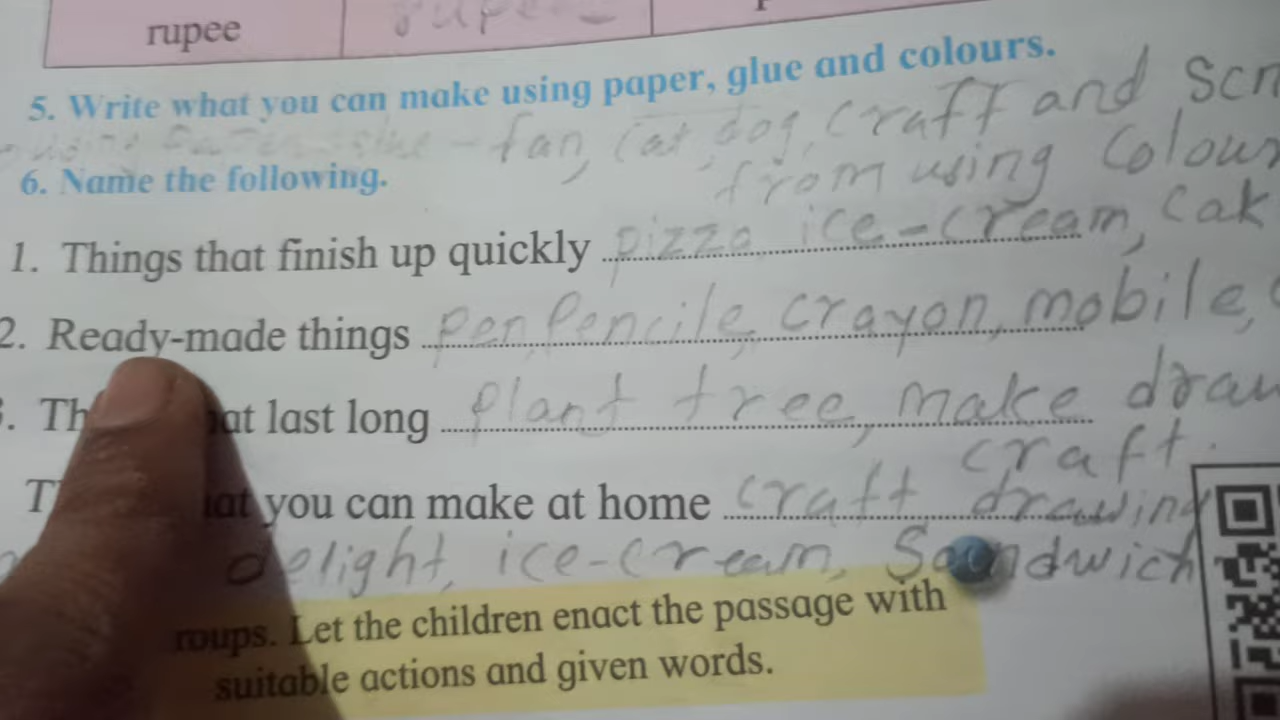 rupee rupee
5. Write what you can make using paper, glue and colours.
- fan, cat, dog, craft and
6. Name the following.
from using Colour
1. Things that finish up quickly pizza ice-cream, cak
2. Ready-made things pen, pencile, crayon, mobile,
at last long plant tree, make draw
craft.
at you can make at home craft drawing
delight, ice-cream, Sandwich
roups. Let the children enact the passage with
suitable actions and given words.